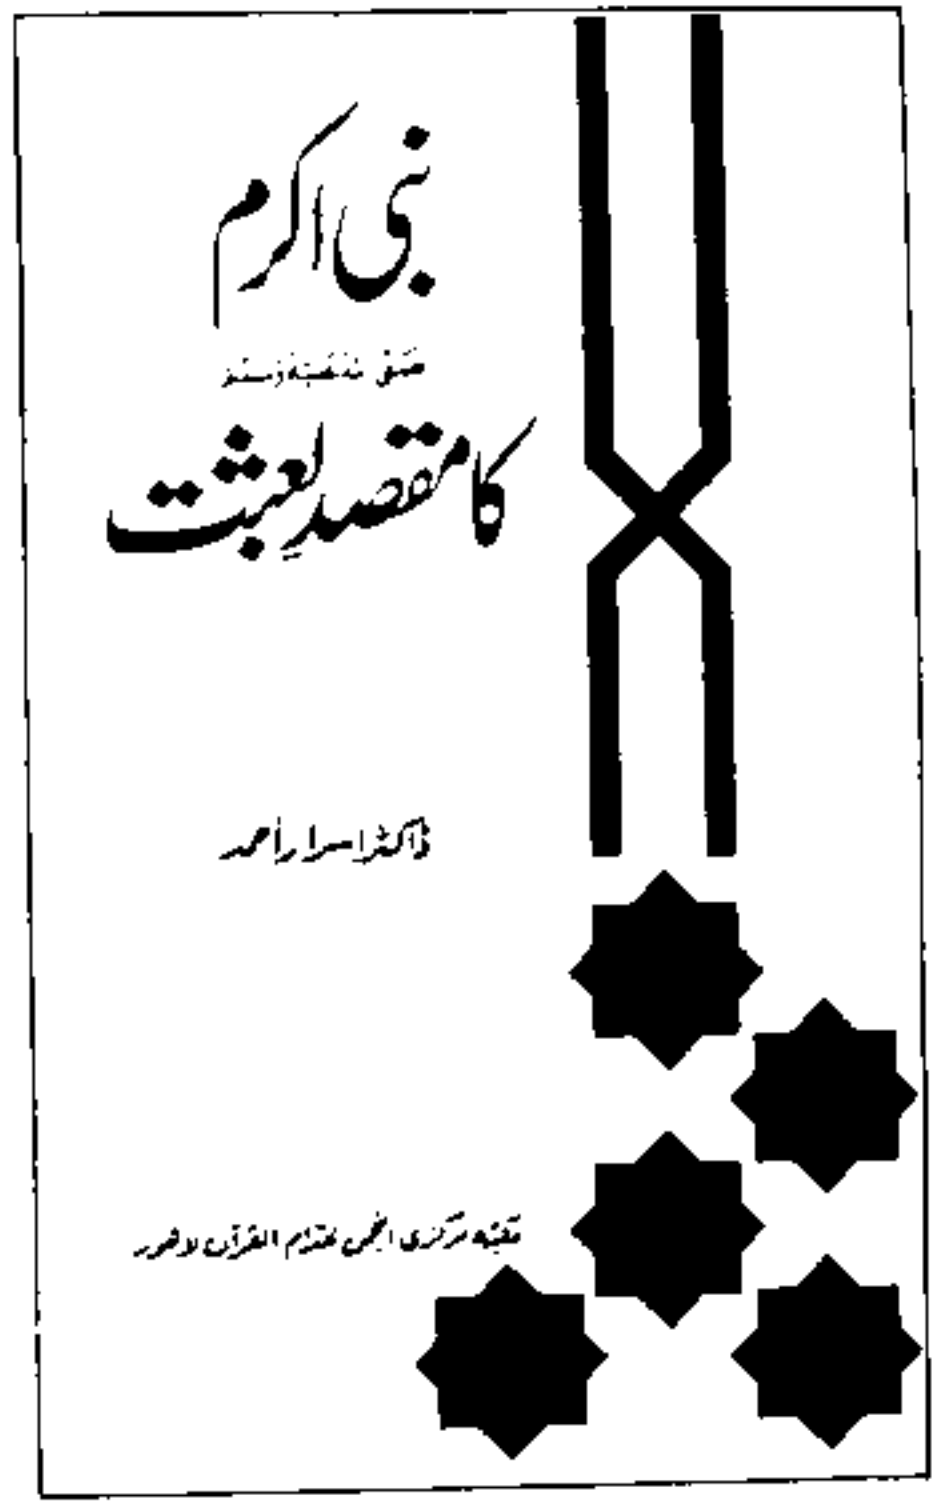 نبی اکرم
صلی اللہ علیہ وسلم
کا مقصدِ بعثت
ڈاکٹر اسرار احمد
مکتبہ مرکزی انجمن خدام القرآن لاہور